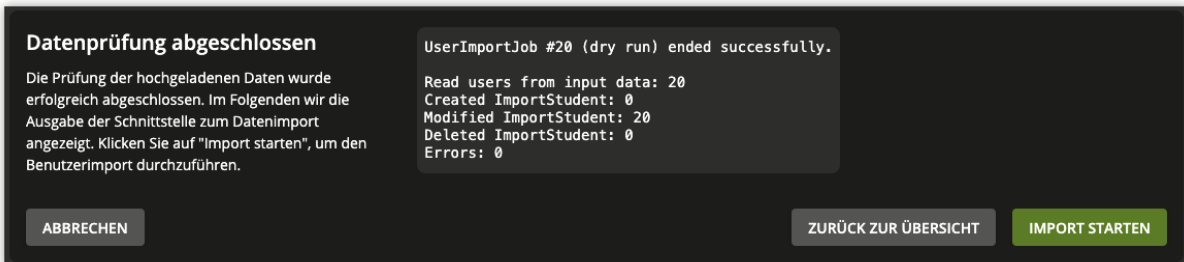 Datenprüfung abgeschlossen
Die Prüfung der hochgeladenen Daten wurde
erfolgreich abgeschlossen. Im Folgenden wir die
Ausgabe der Schnittstelle zum Datenimport
angezeigt. Klicken Sie auf "Import starten", um den
Benutzerimport durchzuführen.
UserImportJob #20 (dry run) ended successfully.
Read users from input data: 20
Created ImportStudent: 0
Modified ImportStudent: 20
Deleted ImportStudent: 0
Errors: 0
ABBRECHEN
ZURÜCK ZUR ÜBERSICHT
IMPORT STARTEN